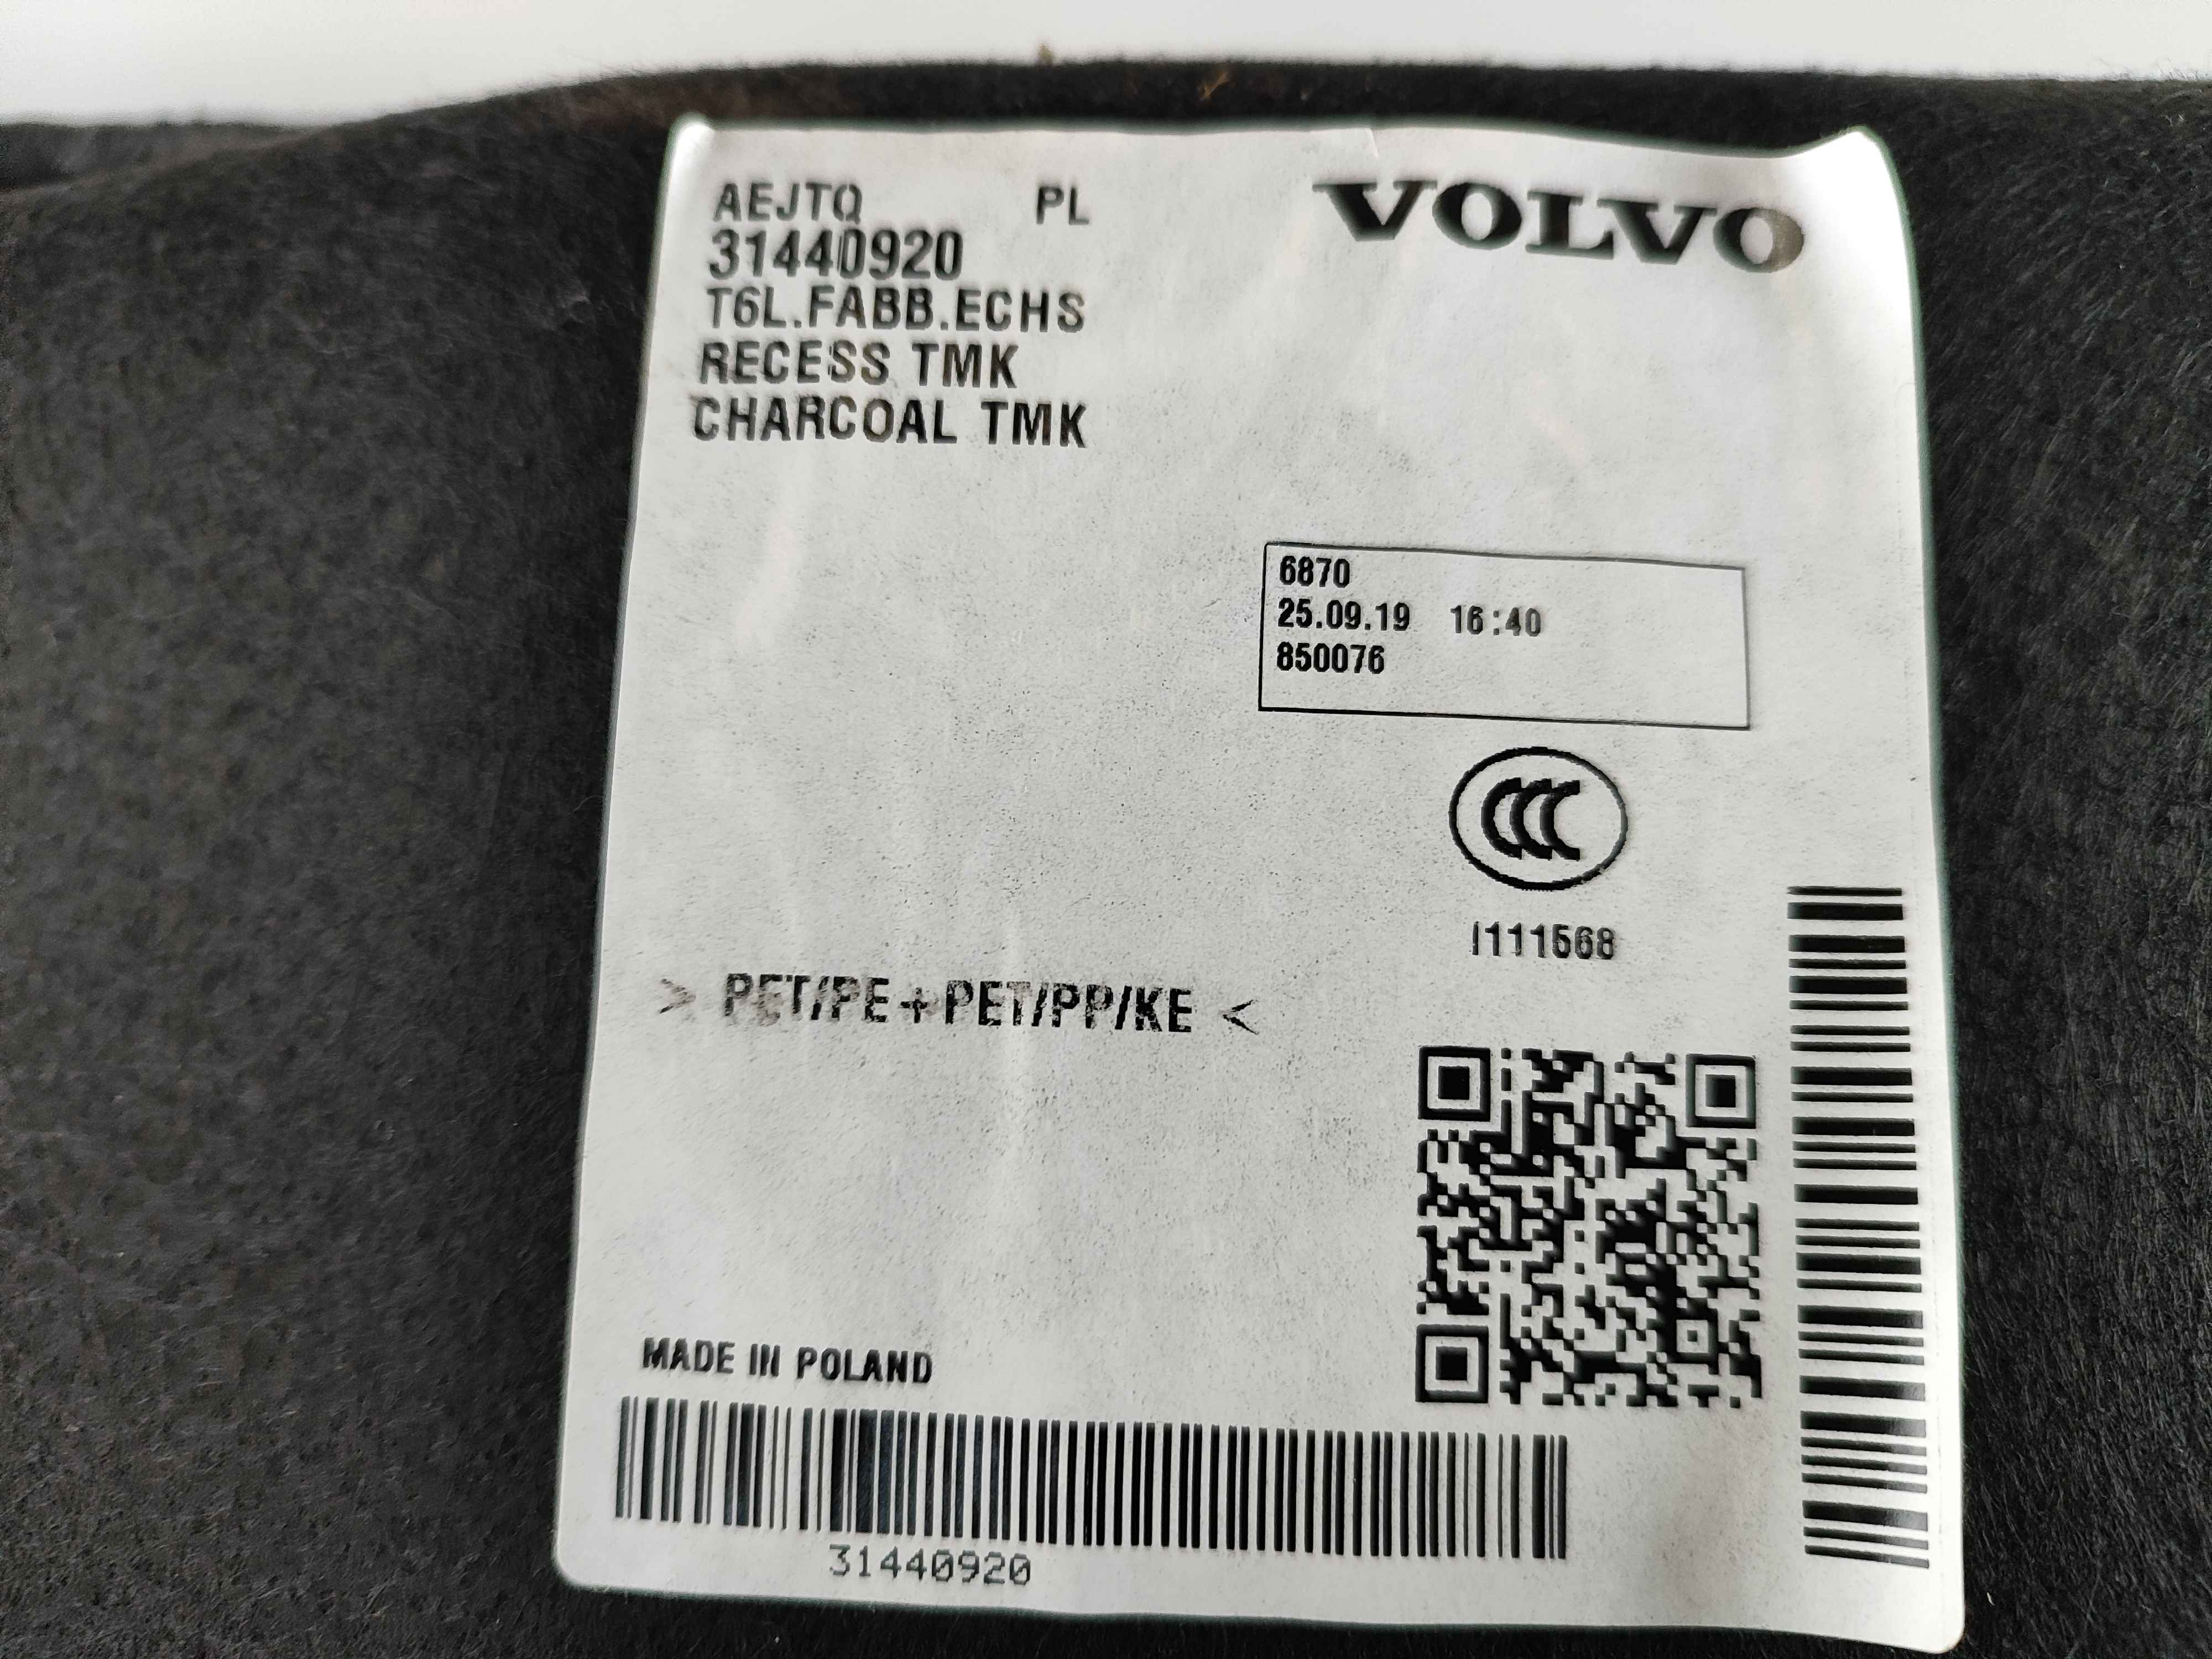 AEJTQ PL
VOLVO
31440920
T6L.FABB.ECHS
RECESS TMK
CHARCOAL TMK
6870
25.09.19 16:40
850076
CCC
I111568
> PET/PE+PET/PP/KE <
MADE IN POLAND
31440920